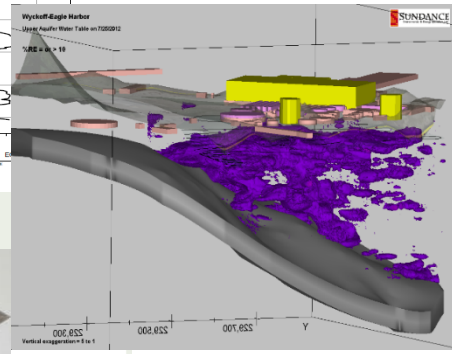 Wyckoff-Eagle Harbor
SUNDANCE
Upper Aquifer Water Table on 7/25/2012
%RE = or > 10
229,300
229,500
229,700
Y
Vertical exaggeration = 5 to 1